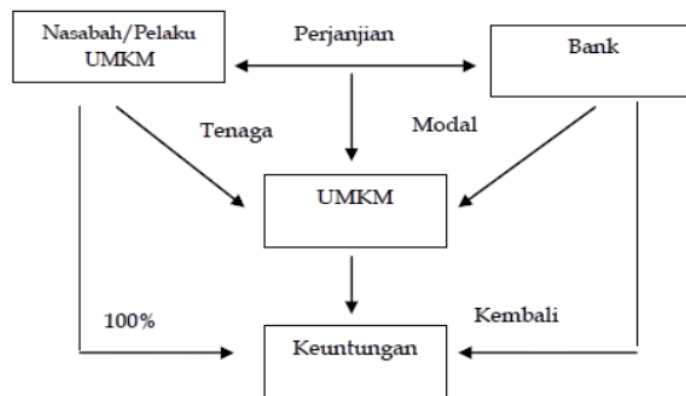 Nasabah/Pelaku
UMKM
Perjanjian
Bank
Tenaga
Modal
UMKM
100%
Kembali
Keuntungan